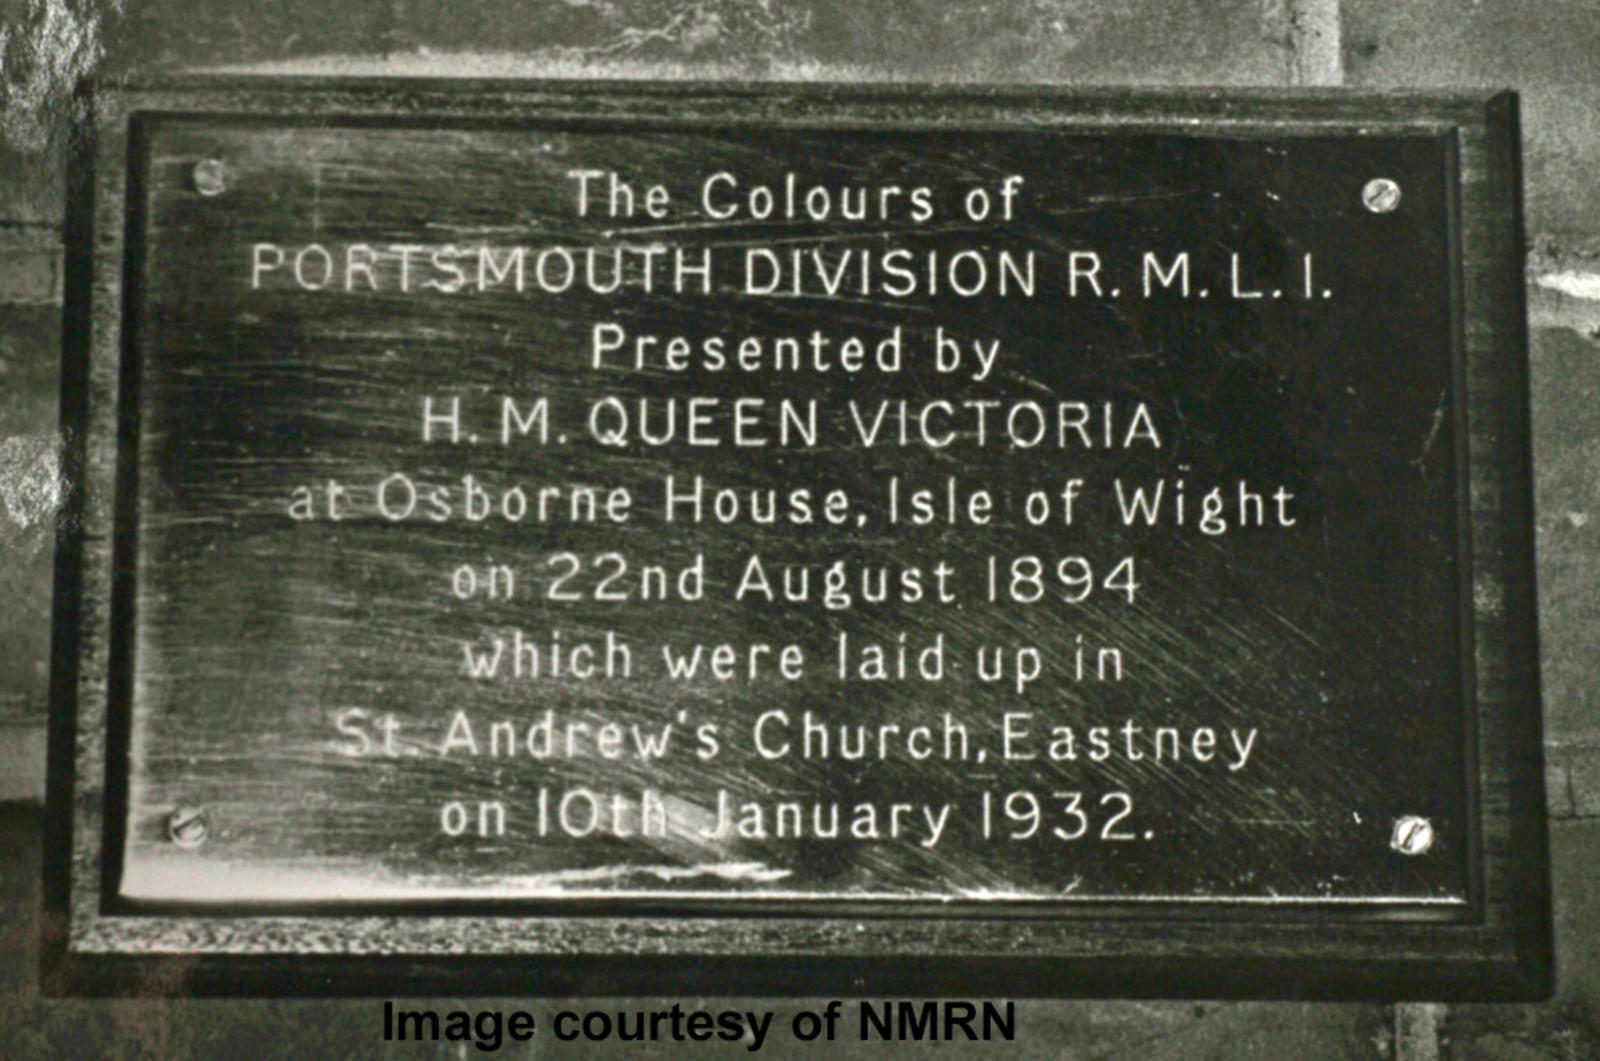 The Colours of
PORTSMOUTH DIVISION R. M. L. I.
Presented by
H. M. QUEEN VICTORIA
at Osborne House, Isle of Wight
on 22nd August 1894
which were laid up in
St. Andrew's Church, Eastney
on 10th January 1932.
Image courtesy of NMRN